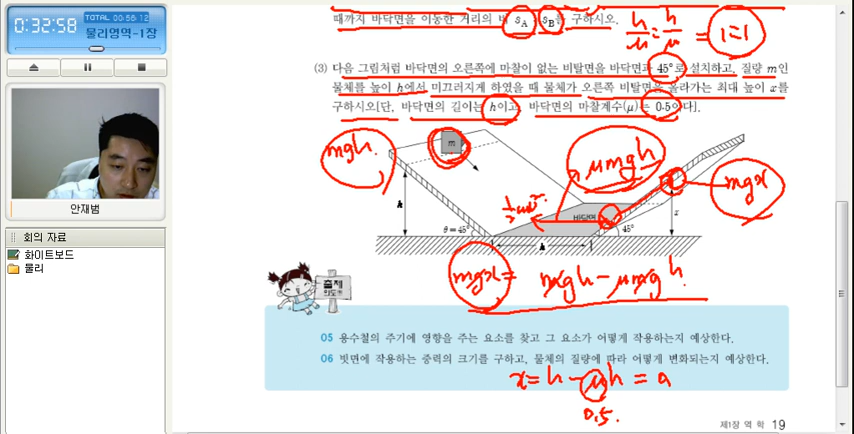 0:32:58
TOTAL 00:56:12
물리영역-1장
안재범
회의 자료
화이트보드
물리
때까지 바닥면을 이동한 거리의 비 sA : sB를 구하시오.
h/μ : h/μ = 1:1
(3) 다음 그림처럼 바닥면의 오른쪽에 마찰이 없는 비탈면을 바닥면과 45°로 설치하고, 질량 m인
물체를 높이 h에서 미끄러지게 하였을 때 물체가 오른쪽 비탈면을 올라가는 최대 높이 x를
구하시오[단, 바닥면의 길이는 h이고, 바닥면의 마찰계수(μ)는 0.5이다].
mgh
m
μmgh
mgx
h
바닥면
x
θ = 45°
45°
h
mgx = mgh - μmgh
출제
05 용수철의 주기에 영향을 주는 요소를 찾고 그 요소가 어떻게 작용하는지 예상한다.
06 빗면에 작용하는 중력의 크기를 구하고, 물체의 질량에 따라 어떻게 변화되는지 예상한다.
x = h - μh = a
0.5.
제1장 역 학 19